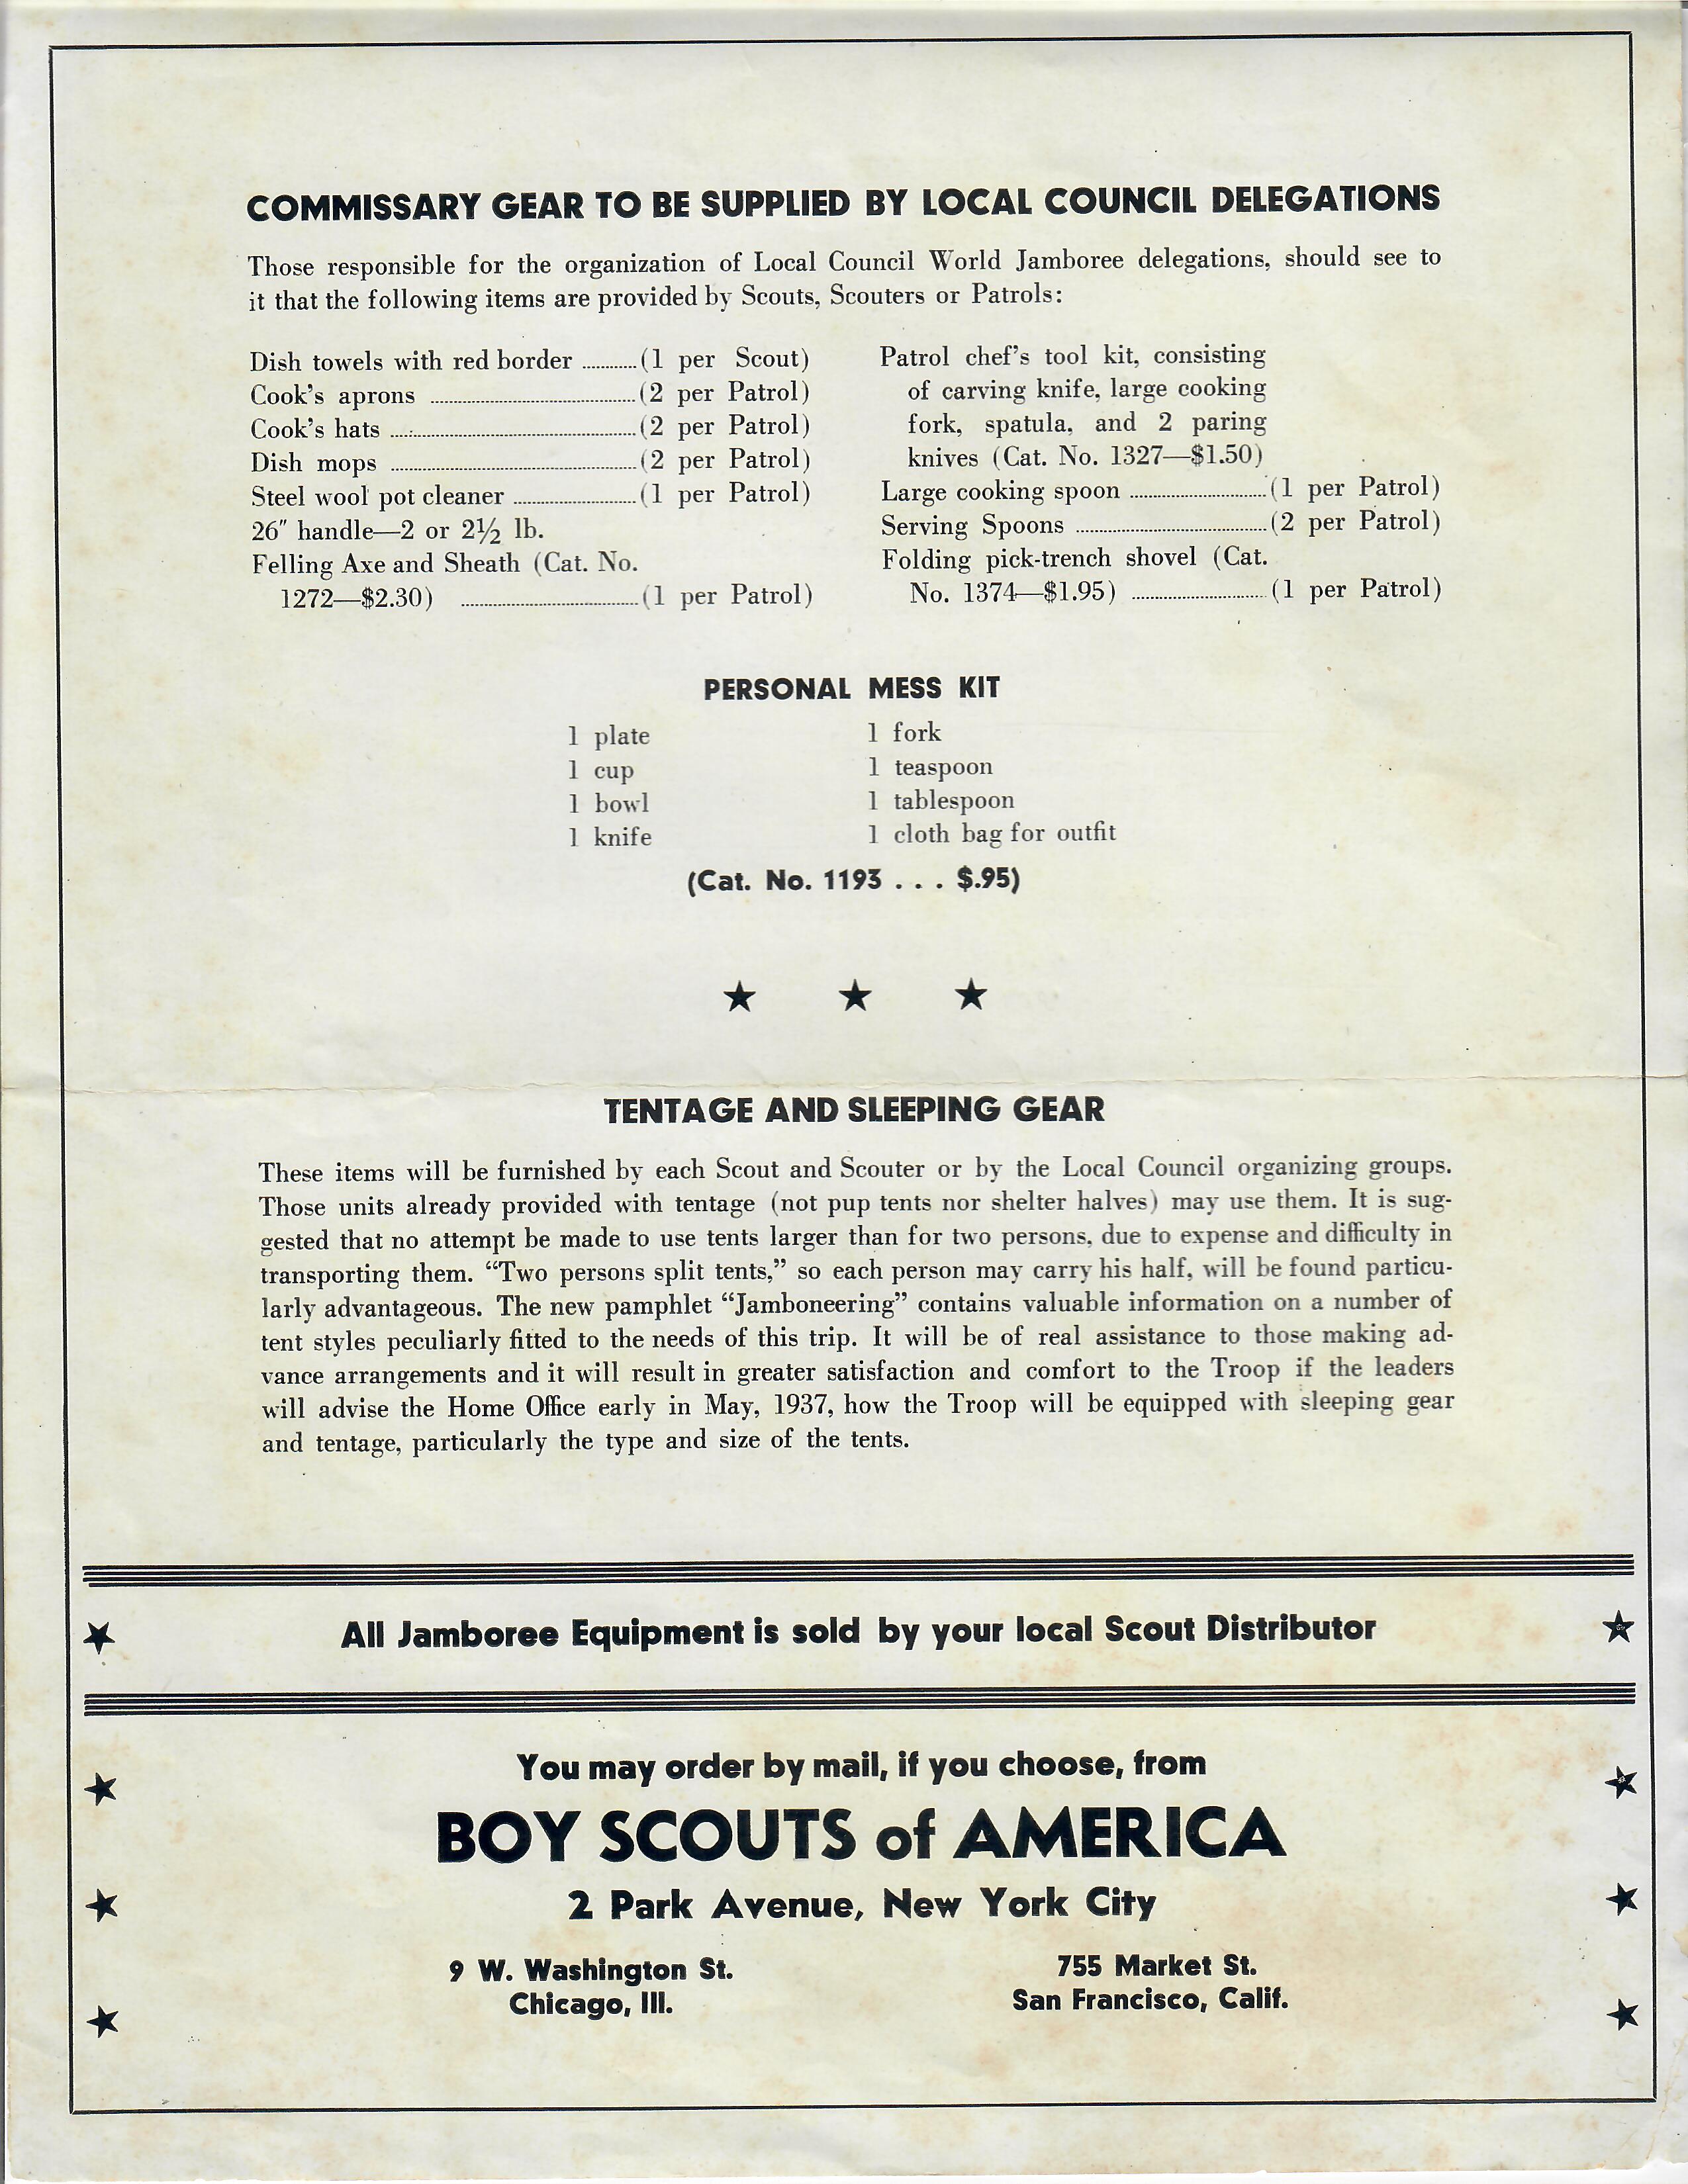 COMMISSARY GEAR TO BE SUPPLIED BY LOCAL COUNCIL DELEGATIONS
Those responsible for the organization of Local Council World Jamboree delegations, should see to
it that the following items are provided by Scouts, Scouters or Patrols:
Dish towels with red border ............(1 per Scout)
Cook's aprons ............(2 per Patrol)
Cook's hats ............(2 per Patrol)
Dish mops ............(2 per Patrol)
Steel wool pot cleaner ............(1 per Patrol)
26″ handle—2 or 2½ lb.
Felling Axe and Sheath (Cat. No.
1272—$2.30) ............(1 per Patrol)
Patrol chef's tool kit, consisting
of carving knife, large cooking
fork, spatula, and 2 paring
knives (Cat. No. 1327—$1.50)
Large cooking spoon ............(1 per Patrol)
Serving Spoons ............(2 per Patrol)
Folding pick-trench shovel (Cat.
No. 1374—$1.95) ............(1 per Patrol)
PERSONAL MESS KIT
1 plate
1 cup
1 bowl
1 knife
1 fork
1 teaspoon
1 tablespoon
1 cloth bag for outfit
(Cat. No. 1193 . . . $.95)
★ ★ ★
TENTAGE AND SLEEPING GEAR
These items will be furnished by each Scout and Scouter or by the Local Council organizing groups.
Those units already provided with tentage (not pup tents nor shelter halves) may use them. It is sug-
gested that no attempt be made to use tents larger than for two persons, due to expense and difficulty in
transporting them. “Two persons split tents,” so each person may carry his half, will be found particu-
larly advantageous. The new pamphlet “Jamboneering” contains valuable information on a number of
tent styles peculiarly fitted to the needs of this trip. It will be of real assistance to those making ad-
vance arrangements and it will result in greater satisfaction and comfort to the Troop if the leaders
will advise the Home Office early in May, 1937, how the Troop will be equipped with sleeping gear
and tentage, particularly the type and size of the tents.
★ All Jamboree Equipment is sold by your local Scout Distributor ★
You may order by mail, if you choose, from
BOY SCOUTS of AMERICA
2 Park Avenue, New York City
9 W. Washington St.
Chicago, Ill.
755 Market St.
San Francisco, Calif.